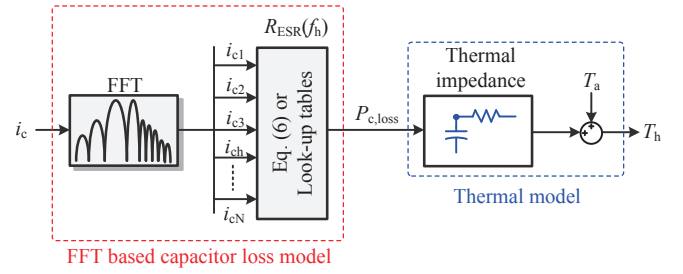 R_ESR(f_h)
FFT
i_c
i_c1
i_c2
i_c3
i_ch
i_cN
Eq. (6) or
Look-up tables
P_c,loss
Thermal
impedance
T_a
T_h
Thermal model
FFT based capacitor loss model